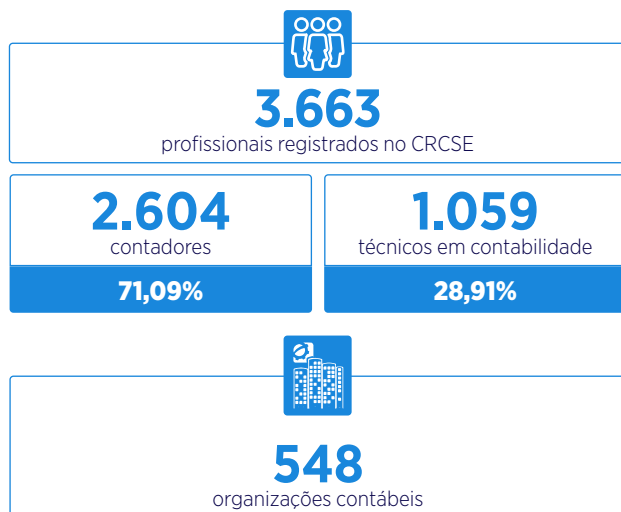 3.663
profissionais registrados no CRCSE
2.604
contadores
71,09%
1.059
técnicos em contabilidade
28,91%
548
organizações contábeis